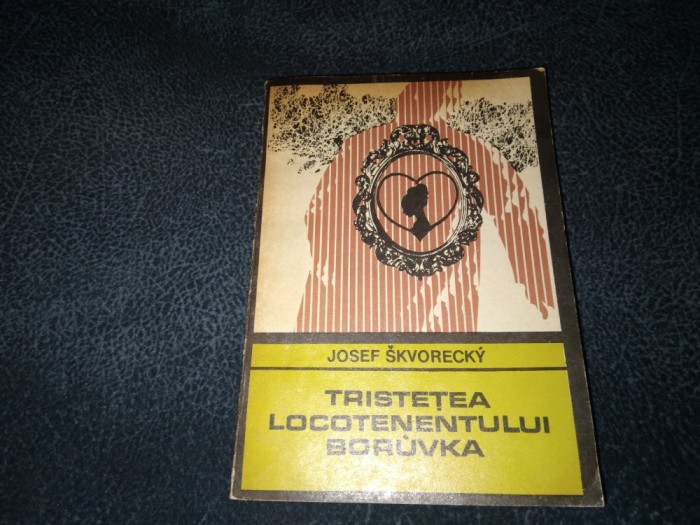 JOSEF ŠKVORECKÝ
TRISTEȚEA
LOCOTENENTULUI
BORŮVKA